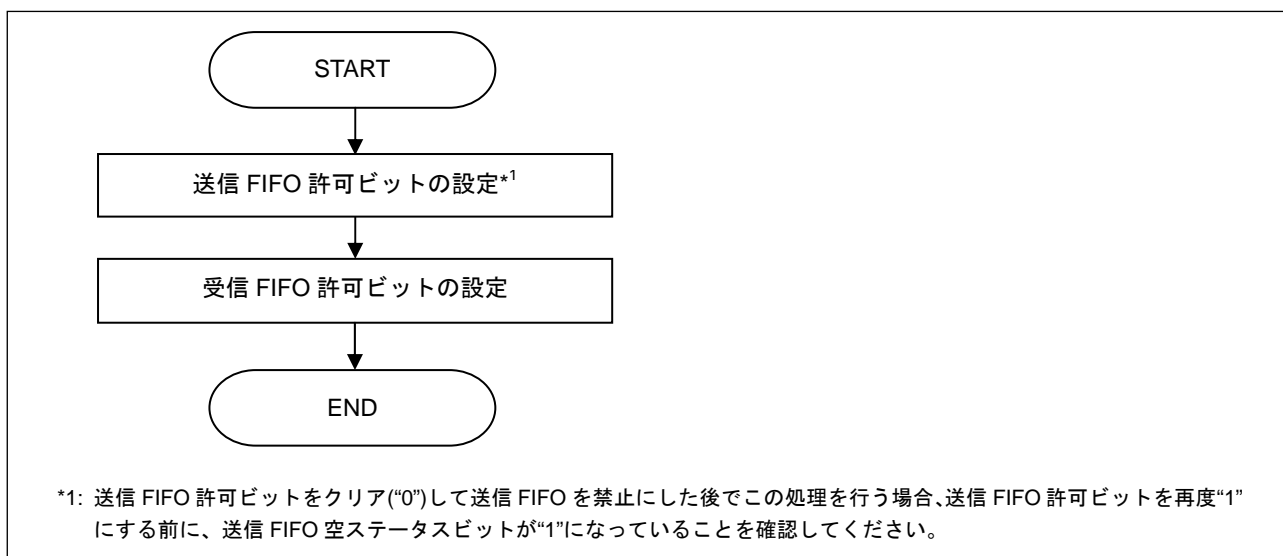 START
送信 FIFO 許可ビットの設定*1
受信 FIFO 許可ビットの設定
END
*1: 送信 FIFO 許可ビットをクリア(“0”)して送信 FIFO を禁止にした後でこの処理を行う場合、送信 FIFO 許可ビットを再度“1”
にする前に、送信 FIFO 空ステータスビットが“1”になっていることを確認してください。